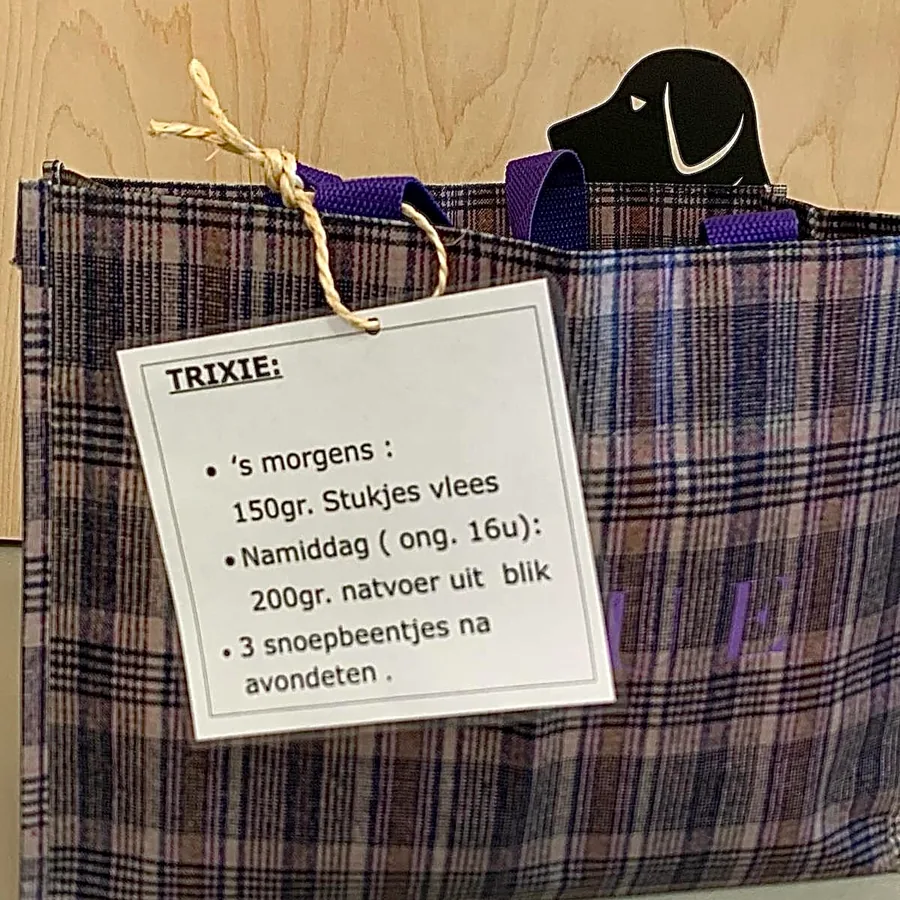 TRIXIE:
• ‘s morgens :
150gr. Stukjes vlees
• Namiddag ( ong. 16u):
200gr. natvoer uit blik
• 3 snoepbeentjes na
avondeten .